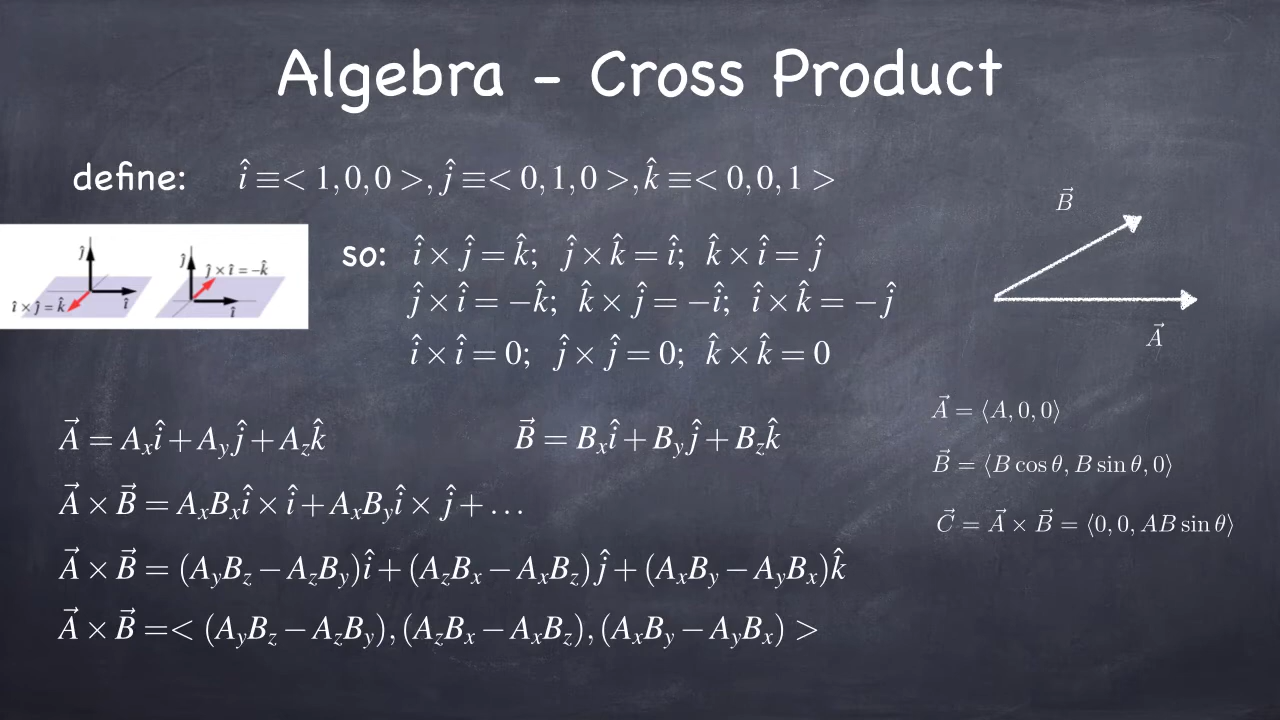 Algebra - Cross Product
define: î ≡< 1, 0, 0 >, ĵ ≡< 0, 1, 0 >, k̂ ≡< 0, 0, 1 >
ĵ
î
î × ĵ = k̂
ĵ
ĵ × î = −k̂
î
so: î × ĵ = k̂; ĵ × k̂ = î; k̂ × î = ĵ
ĵ × î = −k̂; k̂ × ĵ = −î; î × k̂ = −ĵ
î × î = 0; ĵ × ĵ = 0; k̂ × k̂ = 0
B⃗
A⃗
A⃗ = A_x î + A_y ĵ + A_z k̂
B⃗ = B_x î + B_y ĵ + B_z k̂
A⃗ × B⃗ = A_x B_x î × î + A_x B_y î × ĵ + ...
A⃗ × B⃗ = (A_y B_z − A_z B_y) î + (A_z B_x − A_x B_z) ĵ + (A_x B_y − A_y B_x) k̂
A⃗ × B⃗ =< (A_y B_z − A_z B_y), (A_z B_x − A_x B_z), (A_x B_y − A_y B_x) >
A⃗ = ⟨A, 0, 0⟩
B⃗ = ⟨B cos θ, B sin θ, 0⟩
C⃗ = A⃗ × B⃗ = ⟨0, 0, AB sin θ⟩